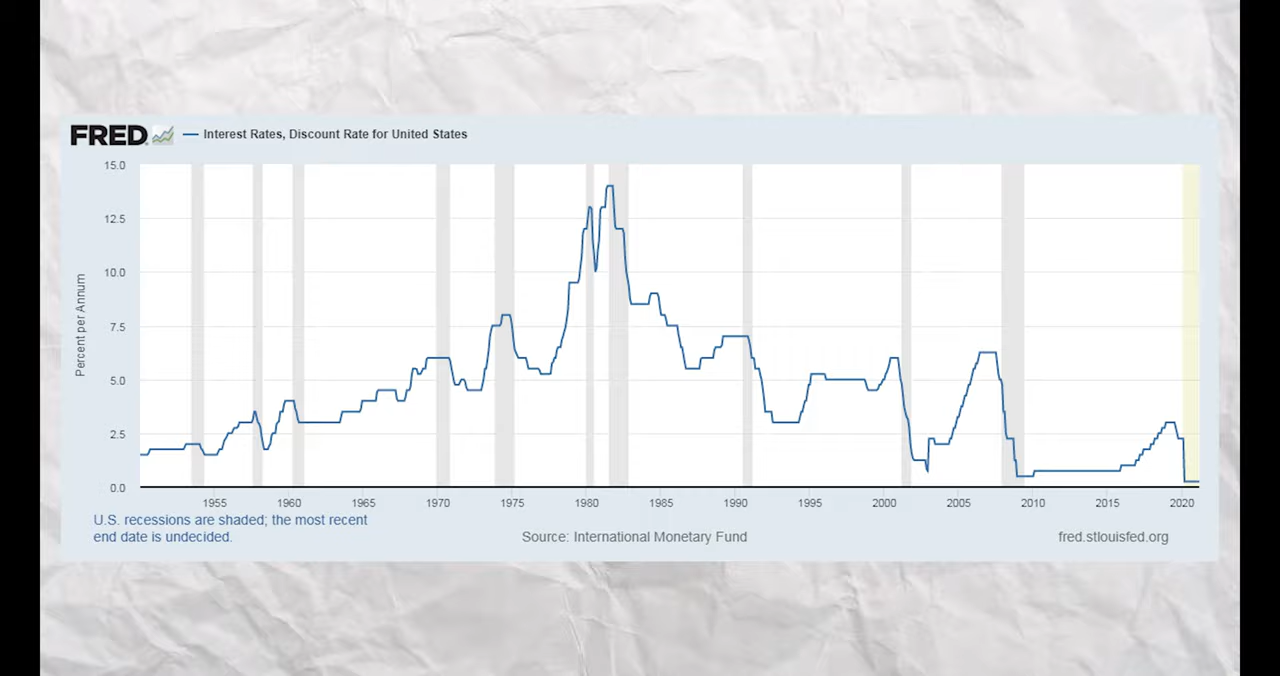 FRED
Interest Rates, Discount Rate for United States
15.0
12.5
10.0
7.5
5.0
2.5
0.0
Percent per Annum
1955 1960 1965 1970 1975 1980 1985 1990 1995 2000 2005 2010 2015 2020
U.S. recessions are shaded; the most recent
end date is undecided.
Source: International Monetary Fund
fred.stlouisfed.org